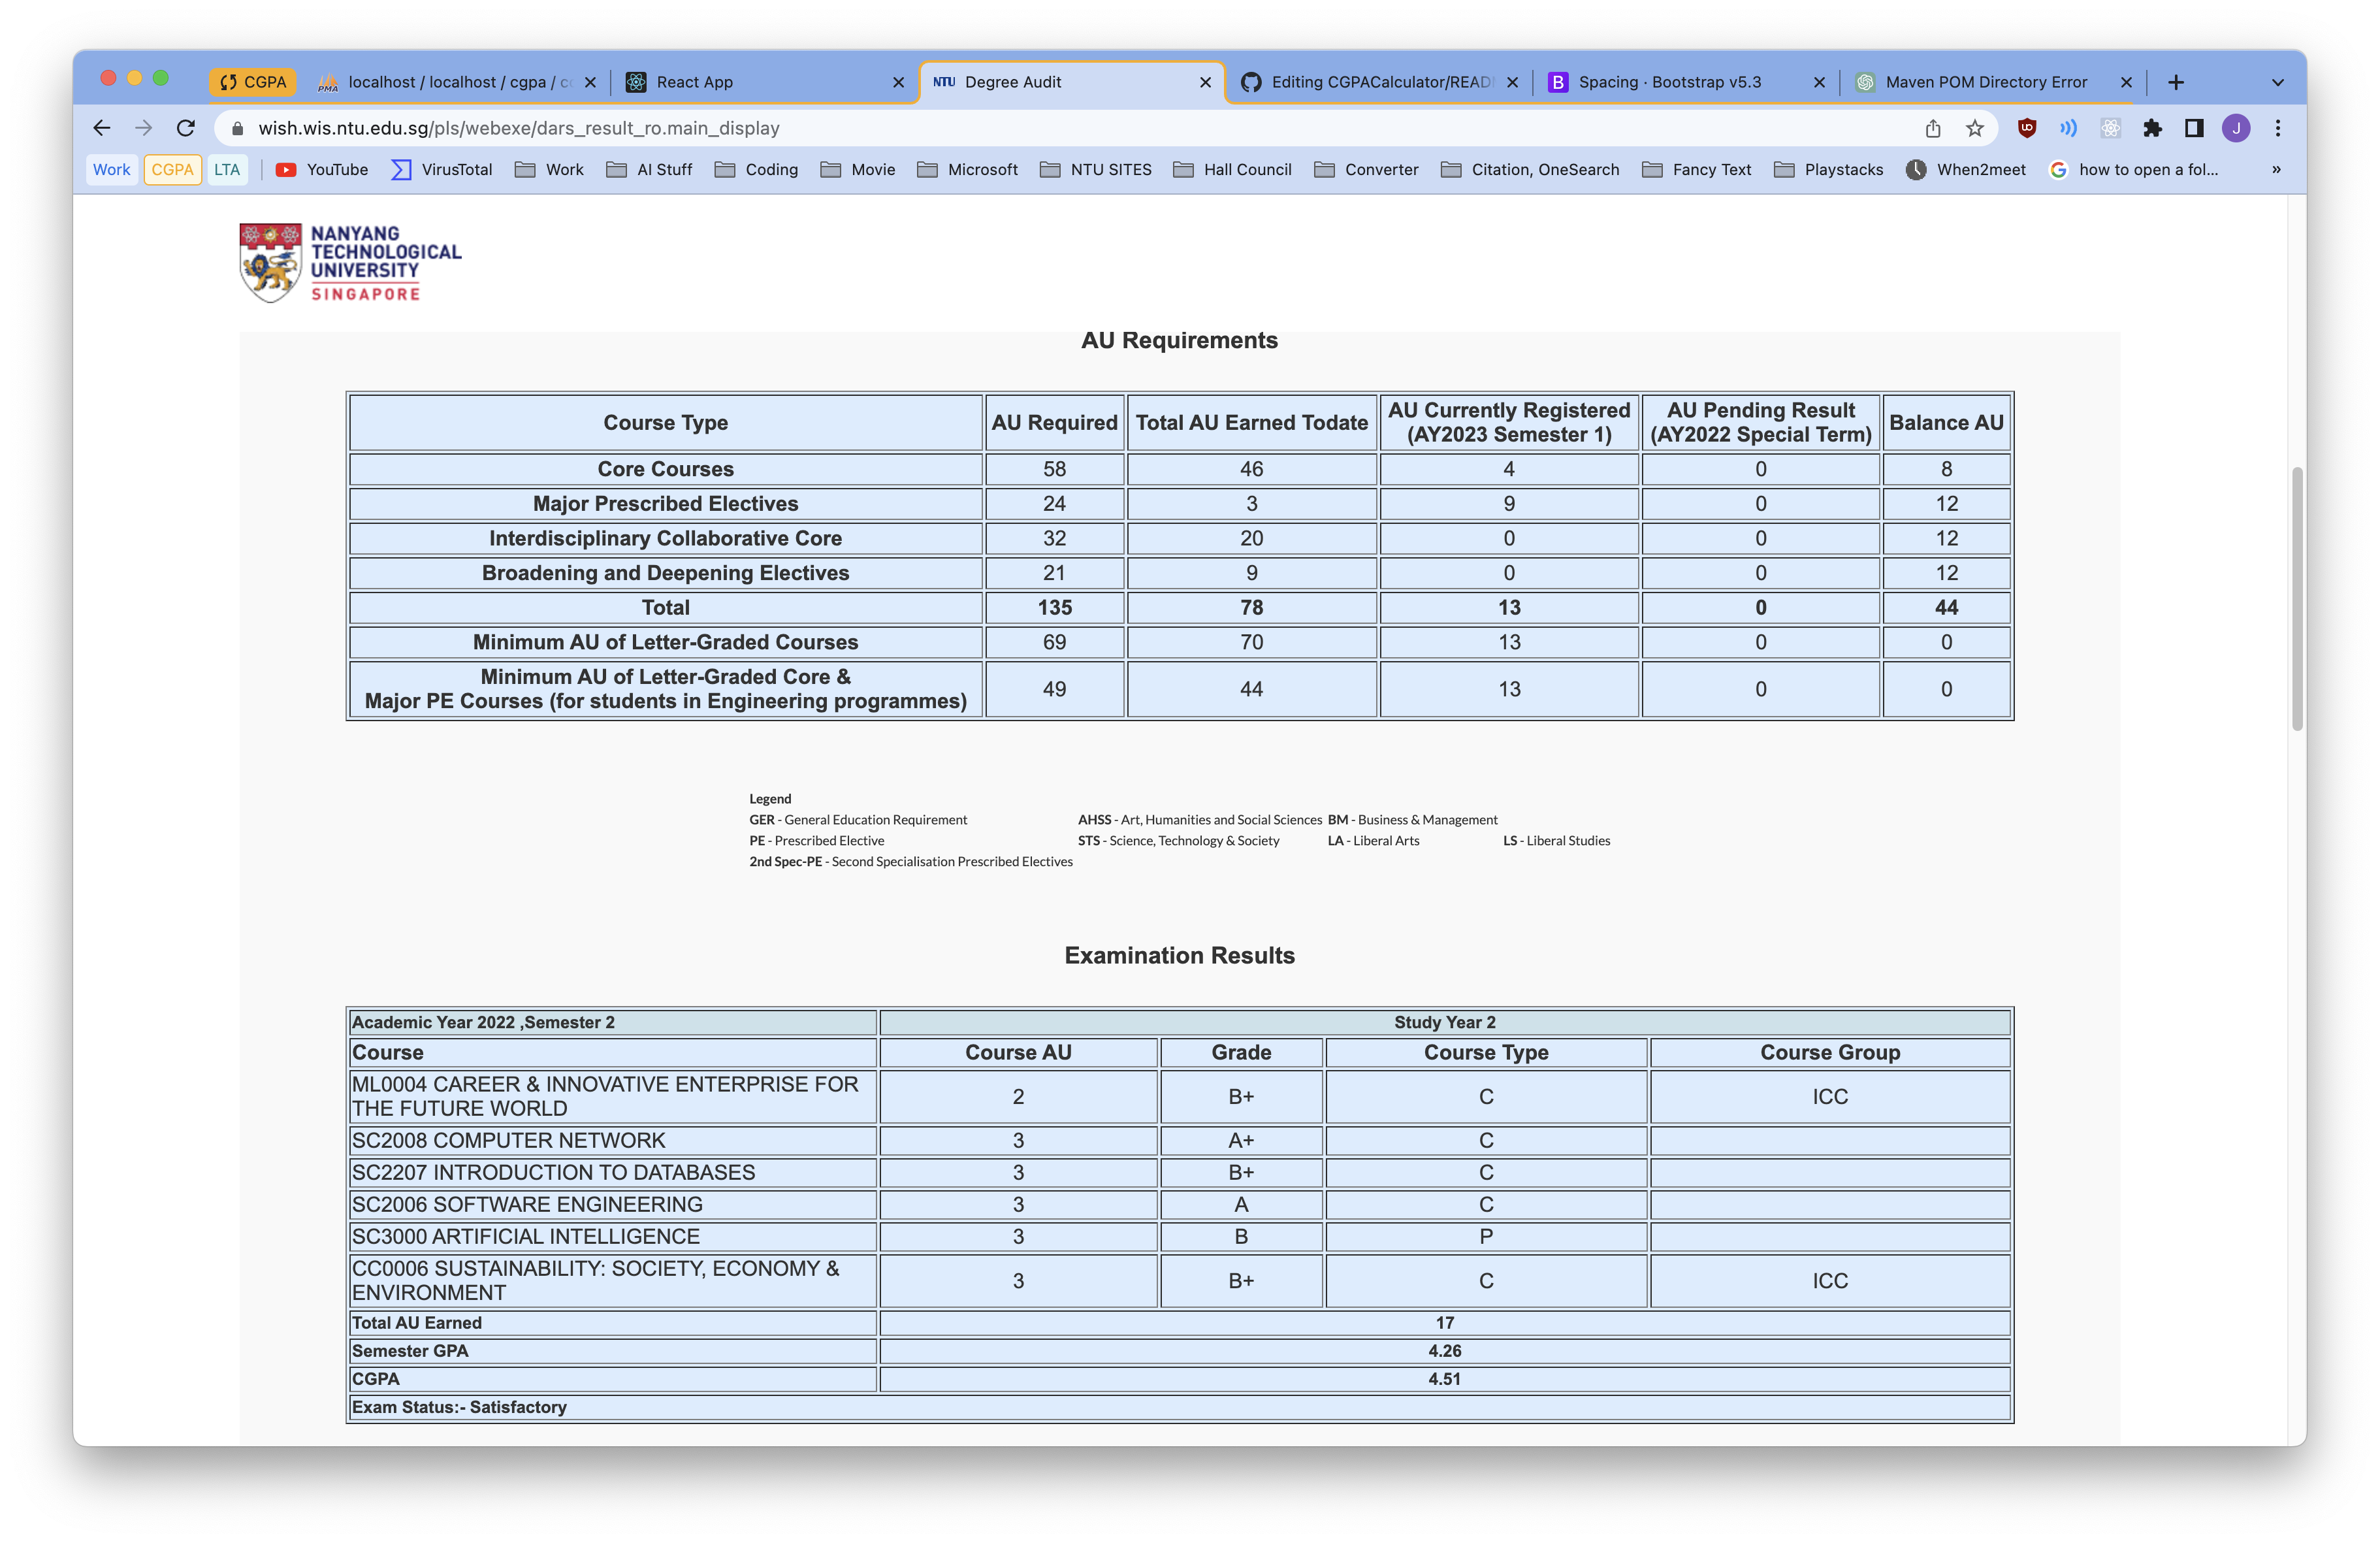 CGPA
localhost / localhost / cgpa / c
React App
NTU Degree Audit
Editing CGPACalculator/READ
B Spacing · Bootstrap v5.3
Maven POM Directory Error
wish.wis.ntu.edu.sg/pls/webexe/dars_result_ro.main_display
J
Work CGPA LTA YouTube VirusTotal Work AI Stuff Coding Movie Microsoft NTU SITES Hall Council Converter Citation, OneSearch Fancy Text Playstacks When2meet how to open a fol... »
NANYANG
TECHNOLOGICAL
UNIVERSITY
SINGAPORE
AU Requirements
Course Type AU Required Total AU Earned Todate AU Currently Registered (AY2023 Semester 1) AU Pending Result (AY2022 Special Term) Balance AU
Core Courses 58 46 4 0 8
Major Prescribed Electives 24 3 9 0 12
Interdisciplinary Collaborative Core 32 20 0 0 12
Broadening and Deepening Electives 21 9 0 0 12
Total 135 78 13 0 44
Minimum AU of Letter-Graded Courses 69 70 13 0 0
Minimum AU of Letter-Graded Core &
Major PE Courses (for students in Engineering programmes) 49 44 13 0 0
Legend
GER - General Education Requirement AHSS - Art, Humanities and Social Sciences BM - Business & Management
PE - Prescribed Elective STS - Science, Technology & Society LA - Liberal Arts LS - Liberal Studies
2nd Spec-PE - Second Specialisation Prescribed Electives
Examination Results
Academic Year 2022 ,Semester 2 Study Year 2
Course Course AU Grade Course Type Course Group
ML0004 CAREER & INNOVATIVE ENTERPRISE FOR
THE FUTURE WORLD 2 B+ C ICC
SC2008 COMPUTER NETWORK 3 A+ C
SC2207 INTRODUCTION TO DATABASES 3 B+ C
SC2006 SOFTWARE ENGINEERING 3 A C
SC3000 ARTIFICIAL INTELLIGENCE 3 B P
CC0006 SUSTAINABILITY: SOCIETY, ECONOMY &
ENVIRONMENT 3 B+ C ICC
Total AU Earned 17
Semester GPA 4.26
CGPA 4.51
Exam Status:- Satisfactory